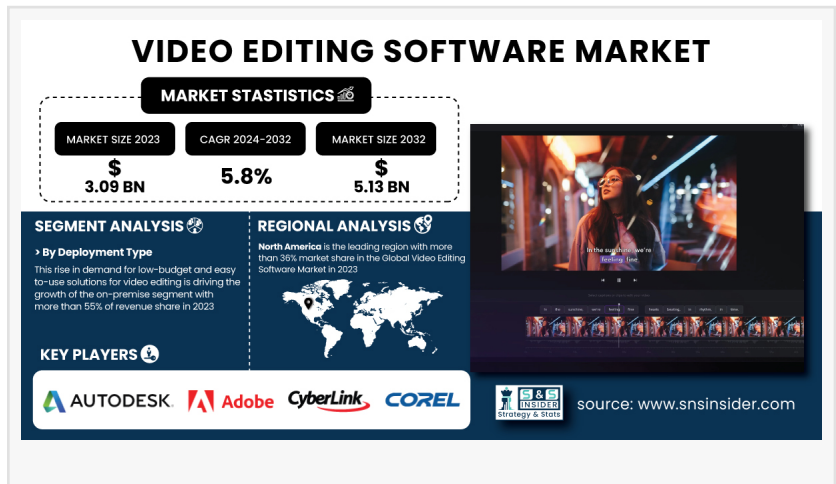 VIDEO EDITING SOFTWARE MARKET
MARKET STASTISTICS
MARKET SIZE 2023
$
3.09 BN
CAGR 2024-2032
5.8%
MARKET SIZE 2032
$
5.13 BN
SEGMENT ANALYSIS
> By Deployment Type
This rise in demand for low-budget and easy
to-use solutions for video editing is driving the
growth of the on-premise segment with
more than 55% of revenue share in 2023
REGIONAL ANALYSIS
North America is the leading region with more
than 36% market share in the Global Video Editing
Software Market in 2023
KEY PLAYERS
AUTODESK.
Adobe
CyberLink
COREL
In the sunshine, we're
feeling fine
S&S
INSIDER
Strategy & Stats
source: www.snsinsider.com